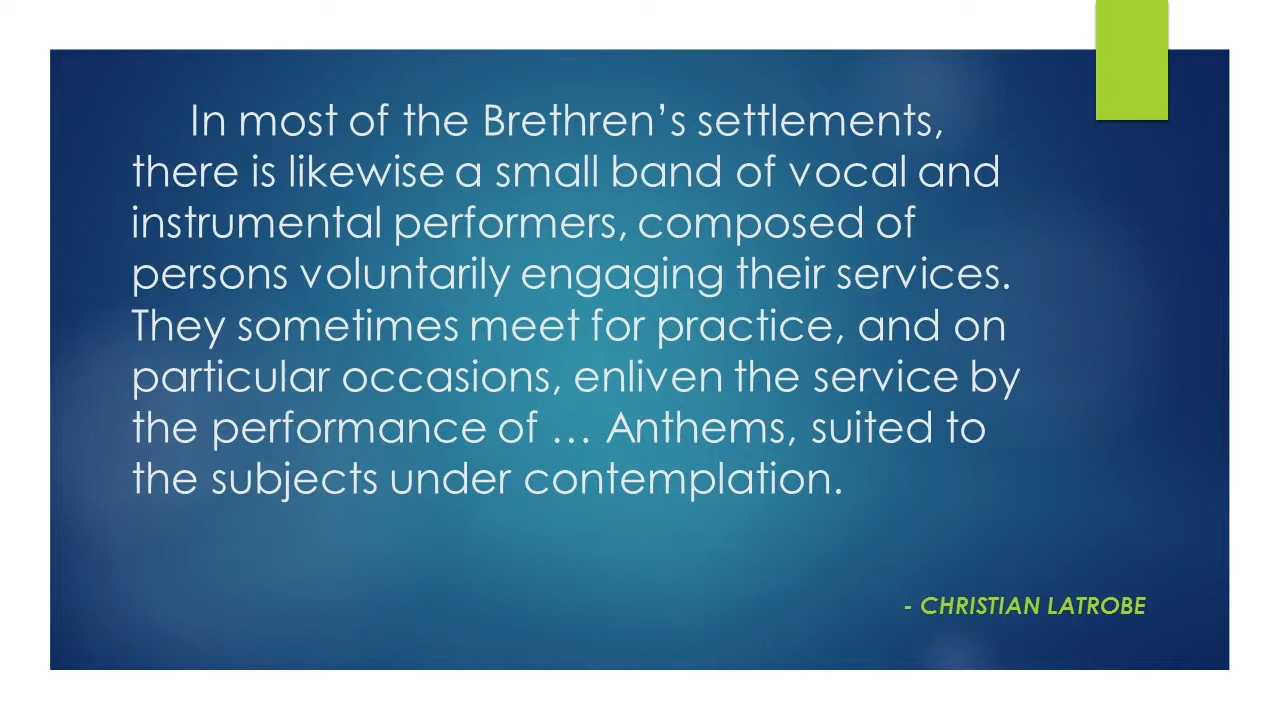 In most of the Brethren’s settlements,
there is likewise a small band of vocal and
instrumental performers, composed of
persons voluntarily engaging their services.
They sometimes meet for practice, and on
particular occasions, enliven the service by
the performance of … Anthems, suited to
the subjects under contemplation.
- CHRISTIAN LATROBE